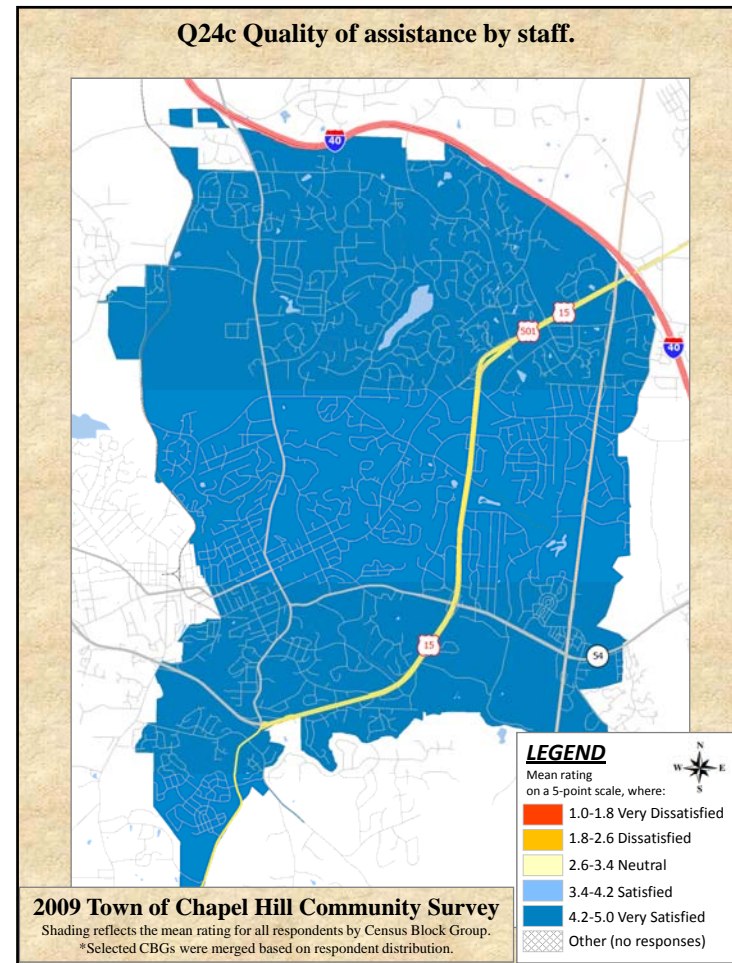 Q24c Quality of assistance by staff.
40
15
501
40
15
54
LEGEND
N
W E
S
Mean rating
on a 5-point scale, where:
1.0-1.8 Very Dissatisfied
1.8-2.6 Dissatisfied
2.6-3.4 Neutral
3.4-4.2 Satisfied
4.2-5.0 Very Satisfied
Other (no responses)
2009 Town of Chapel Hill Community Survey
Shading reflects the mean rating for all respondents by Census Block Group.
*Selected CBGs were merged based on respondent distribution.